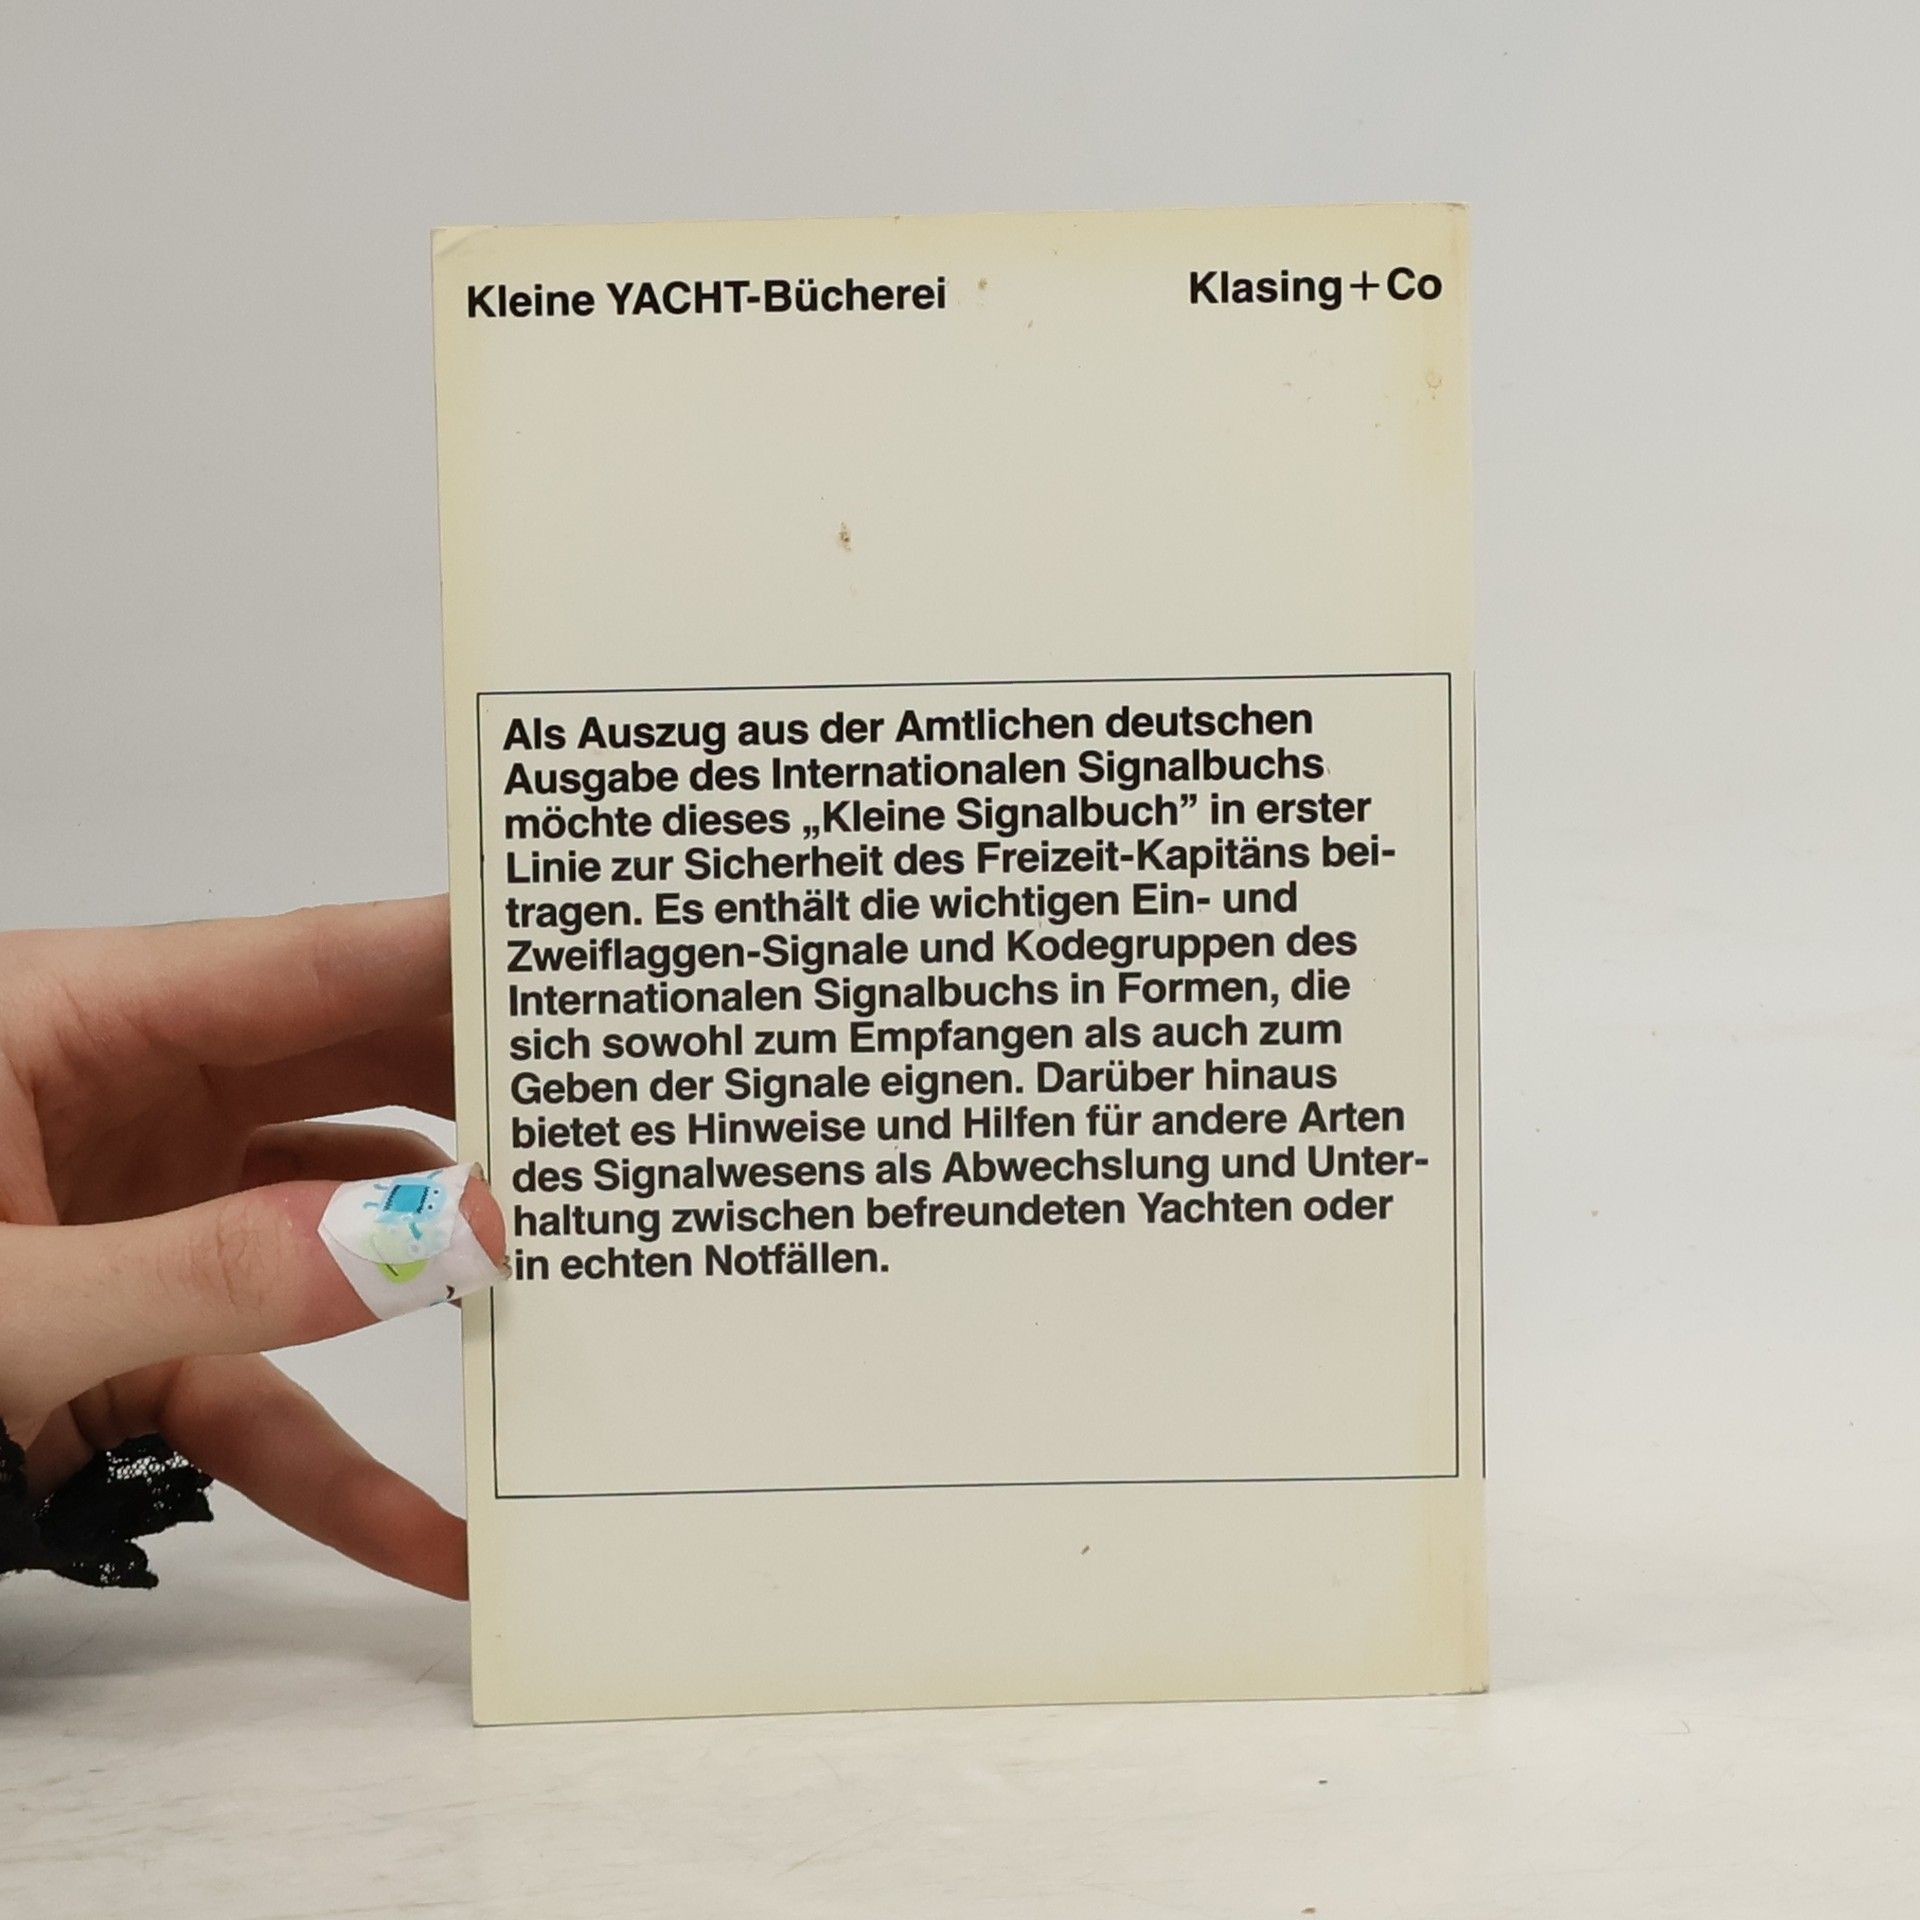 Kleine YACHT-Bücherei
Klasing+Co
Als Auszug aus der Amtlichen deutschen
Ausgabe des Internationalen Signalbuchs
möchte dieses „Kleine Signalbuch” in erster
Linie zur Sicherheit des Freizeit-Kapitäns bei-
tragen. Es enthält die wichtigen Ein- und
Zweiflaggen-Signale und Kodegruppen des
Internationalen Signalbuchs in Formen, die
sich sowohl zum Empfangen als auch zum
Geben der Signale eignen. Darüber hinaus
bietet es Hinweise und Hilfen für andere Arten
des Signalwesens als Abwechslung und Unter-
haltung zwischen befreundeten Yachten oder
in echten Notfällen.